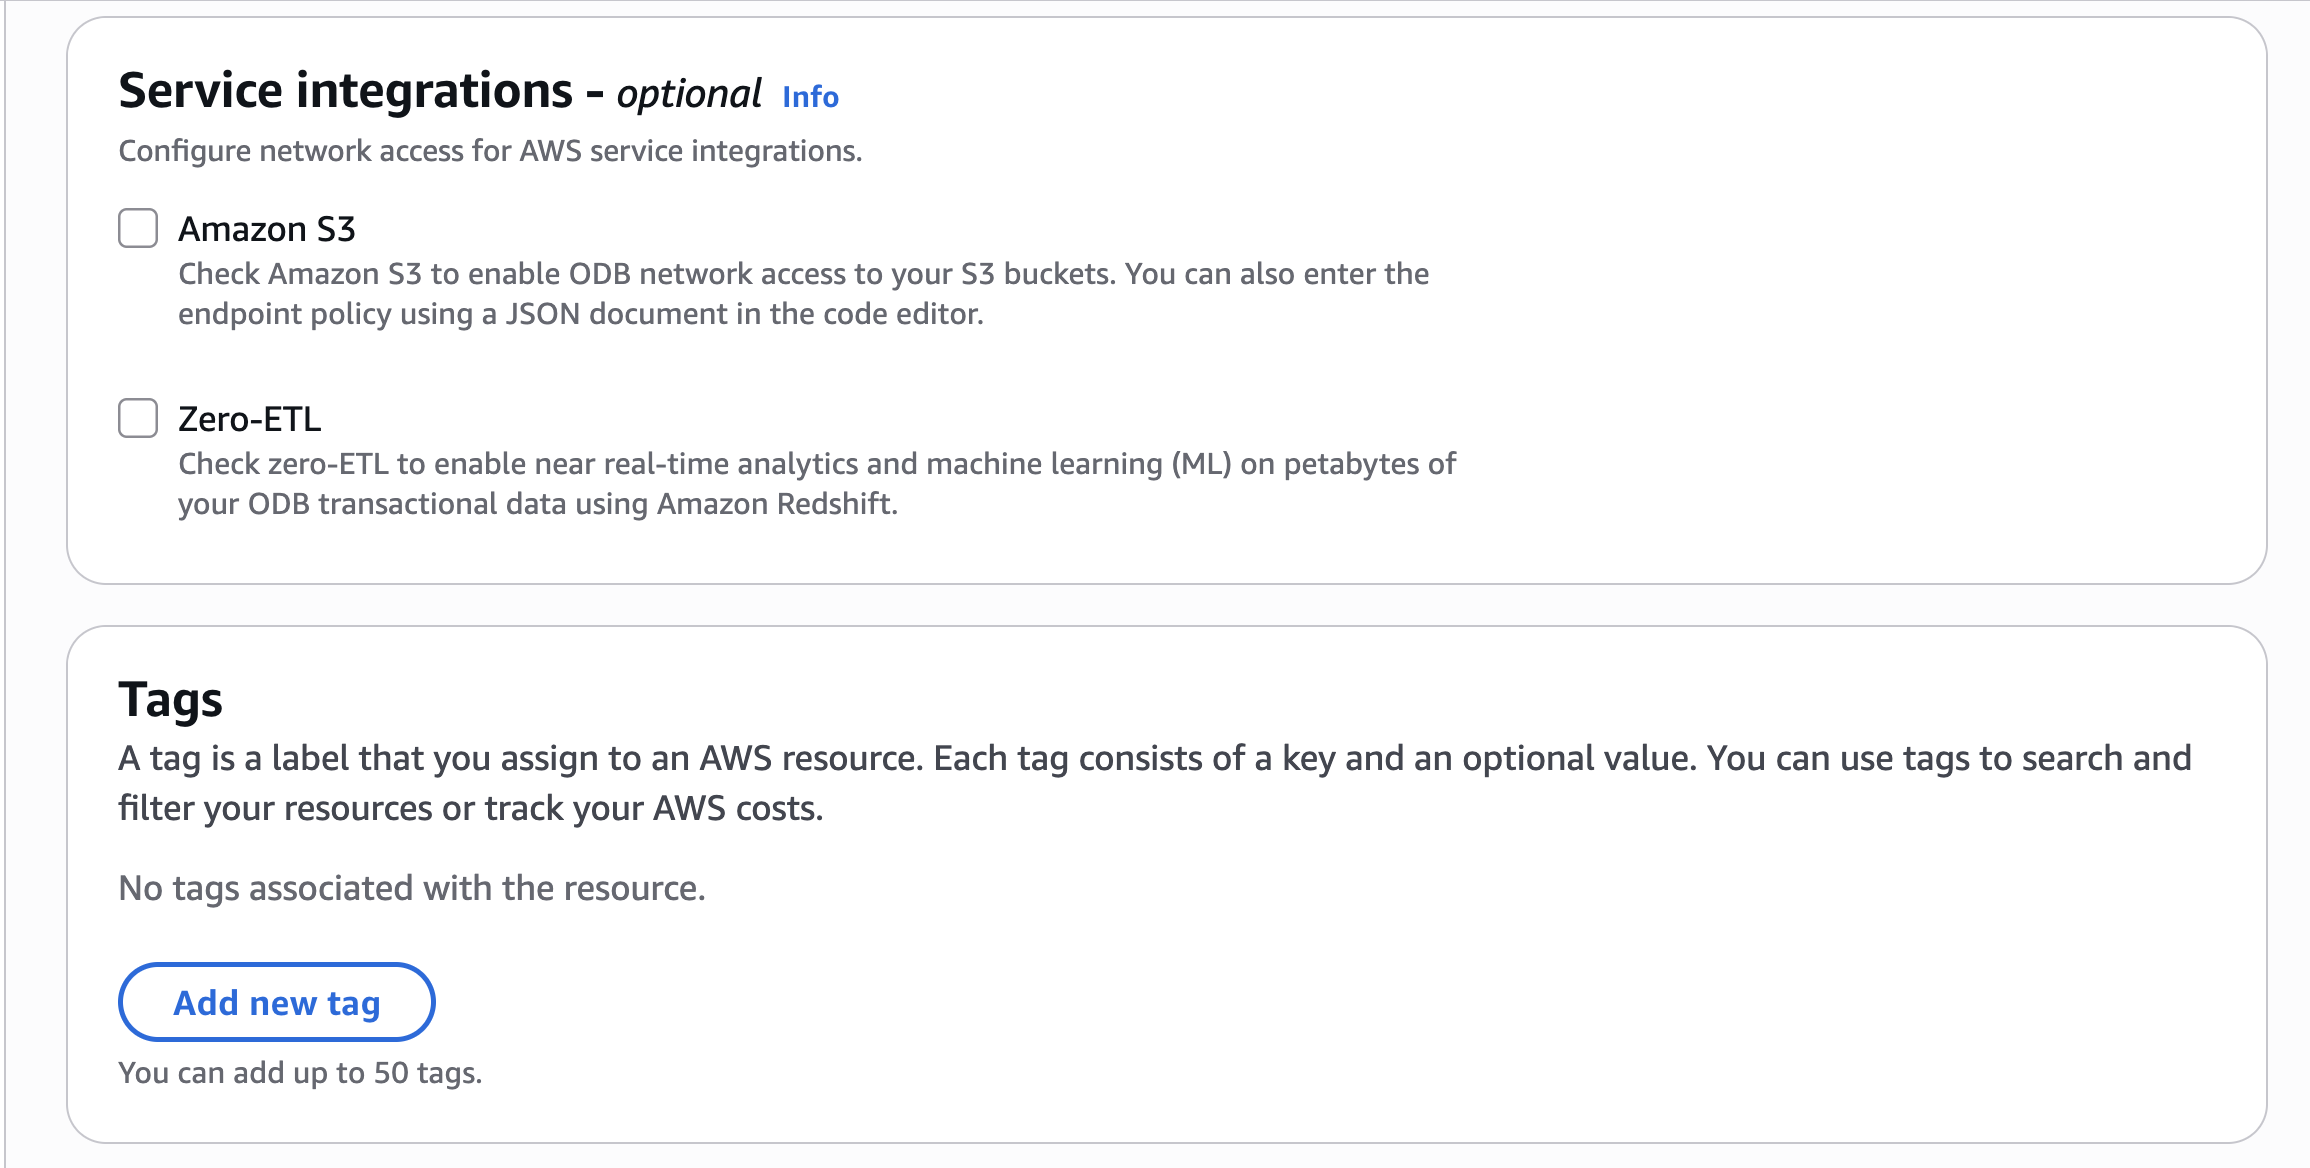 Service integrations - optional Info
Configure network access for AWS service integrations.
Amazon S3
Check Amazon S3 to enable ODB network access to your S3 buckets. You can also enter the
endpoint policy using a JSON document in the code editor.
Zero-ETL
Check zero-ETL to enable near real-time analytics and machine learning (ML) on petabytes of
your ODB transactional data using Amazon Redshift.
Tags
A tag is a label that you assign to an AWS resource. Each tag consists of a key and an optional value. You can use tags to search and
filter your resources or track your AWS costs.
No tags associated with the resource.
Add new tag
You can add up to 50 tags.